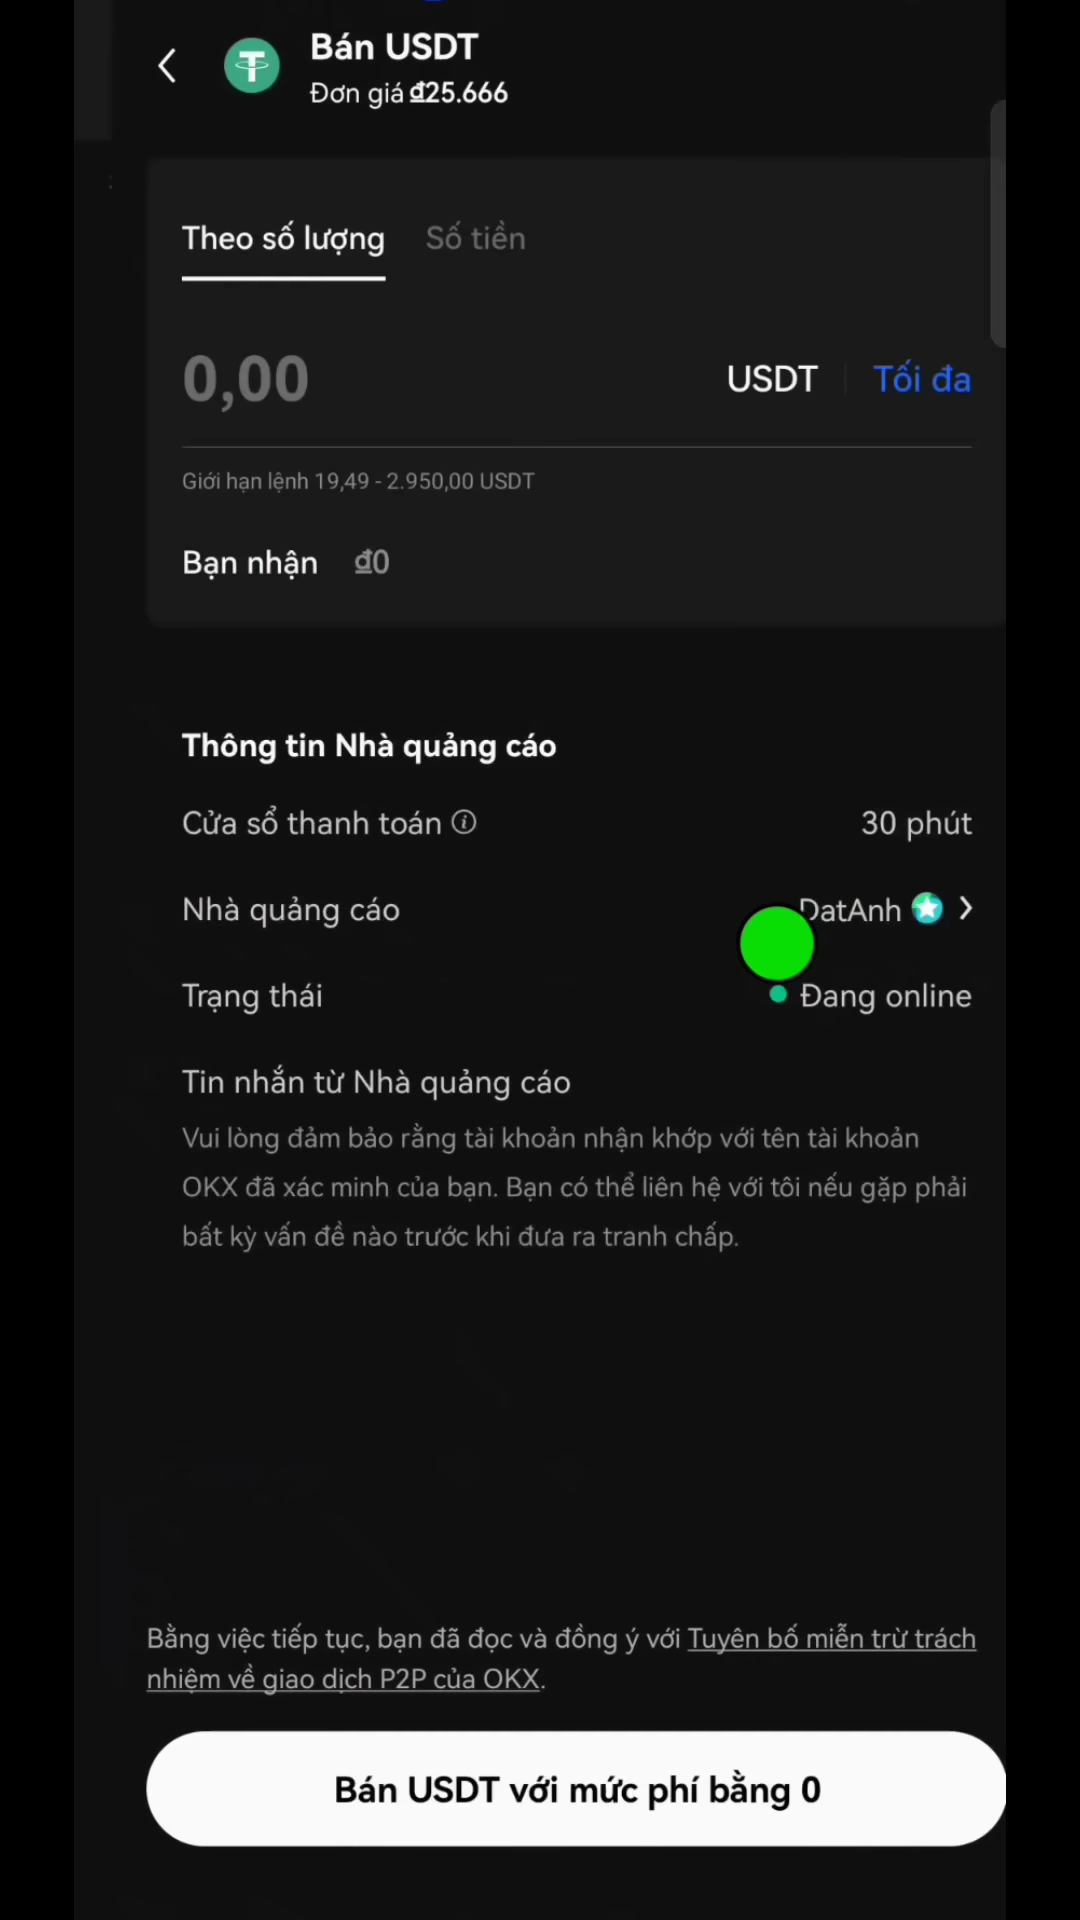 Bán USDT
Đơn giá ₫25.666
Theo số lượng Số tiền
0,00 USDT Tối đa
Giới hạn lệnh 19,49 - 2.950,00 USDT
Bạn nhận ₫0
Thông tin Nhà quảng cáo
Cửa sổ thanh toán 30 phút
Nhà quảng cáo DatAnh
Trạng thái Đang online
Tin nhắn từ Nhà quảng cáo
Vui lòng đảm bảo rằng tài khoản nhận khớp với tên tài khoản
OKX đã xác minh của bạn. Bạn có thể liên hệ với tôi nếu gặp phải
bất kỳ vấn đề nào trước khi đưa ra tranh chấp.
Bằng việc tiếp tục, bạn đã đọc và đồng ý với Tuyên bố miễn trừ trách
nhiệm về giao dịch P2P của OKX.
Bán USDT với mức phí bằng 0